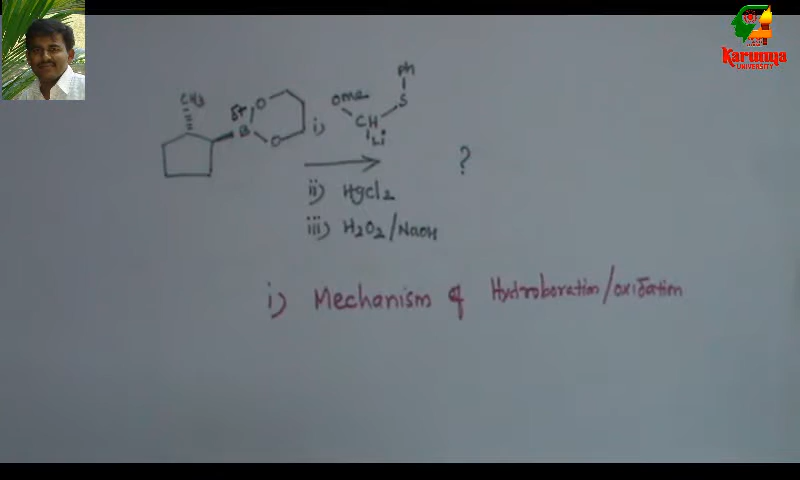 Karunya
UNIVERSITY
Ph
OMe
S
CH3
δ+
O
B
O
i)
CH
Li
?
ii) HgCl2
iii) H2O2/NaOH
i) Mechanism of Hydroboration/oxidation